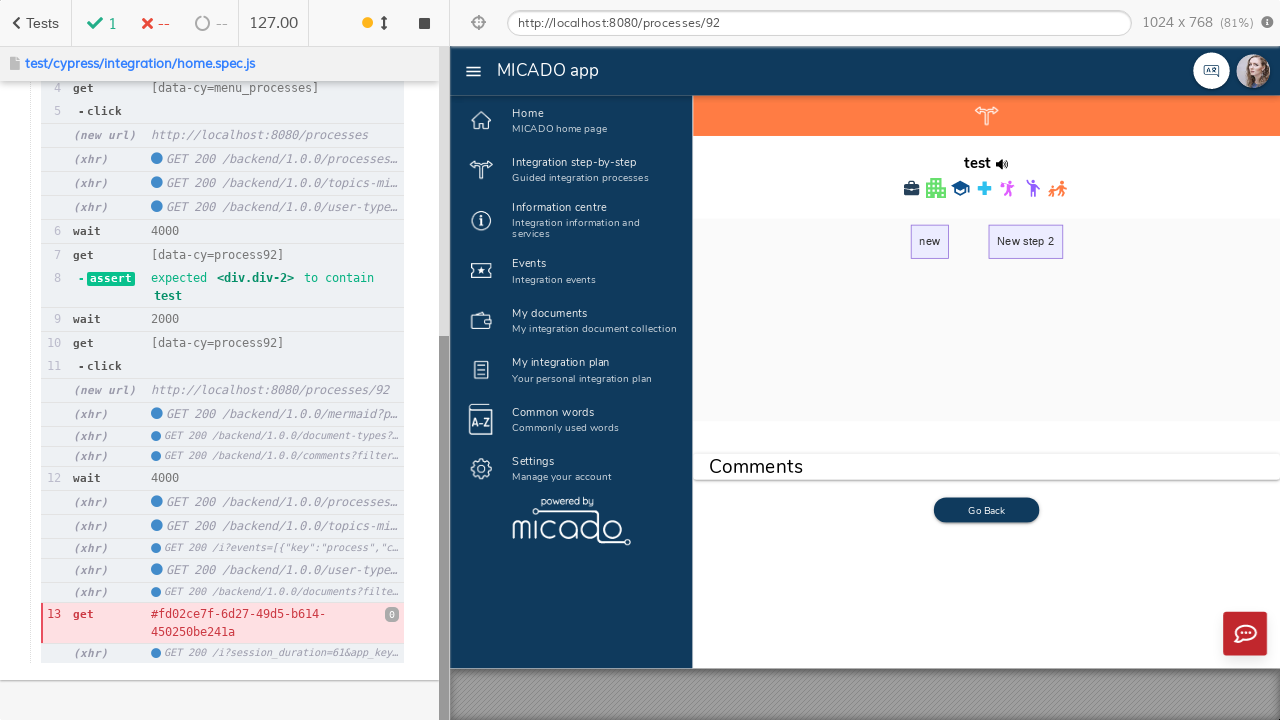 Tests
1
--
--
127.00
http://localhost:8080/processes/92
1024 x 768 (81%)
test/cypress/integration/home.spec.js
4 get [data-cy=menu_processes]
5 -click
(new url) http://localhost:8080/processes
(xhr) GET 200 /backend/1.0.0/processes…
(xhr) GET 200 /backend/1.0.0/topics-mi…
(xhr) GET 200 /backend/1.0.0/user-type…
6 wait 4000
7 get [data-cy=process92]
8 -assert expected <div.div-2> to contain
test
9 wait 2000
10 get [data-cy=process92]
11 -click
(new url) http://localhost:8080/processes/92
(xhr) GET 200 /backend/1.0.0/mermaid?p…
(xhr) GET 200 /backend/1.0.0/document-types?…
(xhr) GET 200 /backend/1.0.0/comments?filter…
12 wait 4000
(xhr) GET 200 /backend/1.0.0/processes…
(xhr) GET 200 /backend/1.0.0/topics-mi…
(xhr) GET 200 /i?events=[{"key":"process","c…
(xhr) GET 200 /backend/1.0.0/user-type…
(xhr) GET 200 /backend/1.0.0/documents?filte…
13 get #fd02ce7f-6d27-49d5-b614-
450250be241a
0
(xhr) GET 200 /i?session_duration=61&app_key…
MICADO app
Home
MICADO home page
Integration step-by-step
Guided integration processes
Information centre
Integration information and
services
Events
Integration events
My documents
My integration document collection
My integration plan
Your personal integration plan
A-Z
Common words
Commonly used words
Settings
Manage your account
powered by
micado
test
new
New step 2
Comments
Go Back